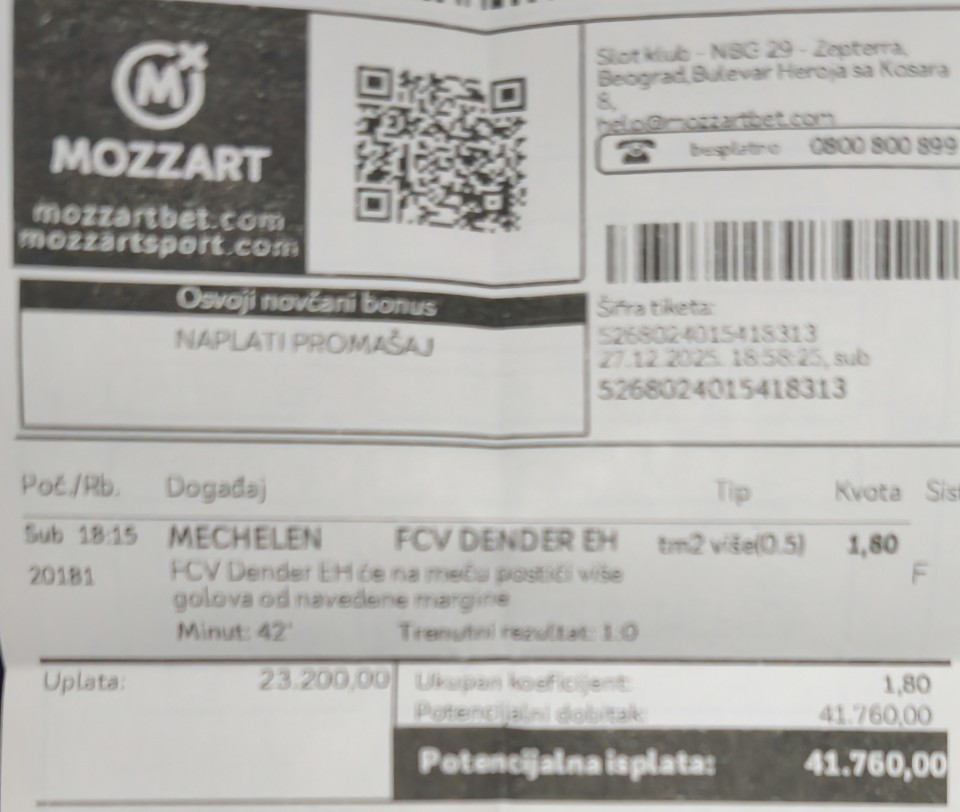 MOZZART
mozzartbet.com
mozzartsport.com
Slot klub - NBG 29 - Zepterra,
Beograd,Bulevar Heroja sa Kosara
8,
hello@mozzartbet.com
besplatno 0800 800 899
Osvoji novčani bonus
NAPLATI PROMAŠAJ
Šifra tiketa:
5268024015418313
27.12.2025. 18:58:25, sub
5268024015418313
Poč./Rb. Događaj Tip Kvota Sist
Sub 18:15 MECHELEN FCV DENDER EH tm2 više(0.5) 1,80
20181 FCV Dender EH će na meču postići više F
golova od navedene margine
Minut: 42' Trenutni rezultat: 1:0
Uplata: 23.200,00
Ukupan koeficijent: 1,80
Potencijalni dobitak: 41.760,00
Potencijalna isplata: 41.760,00